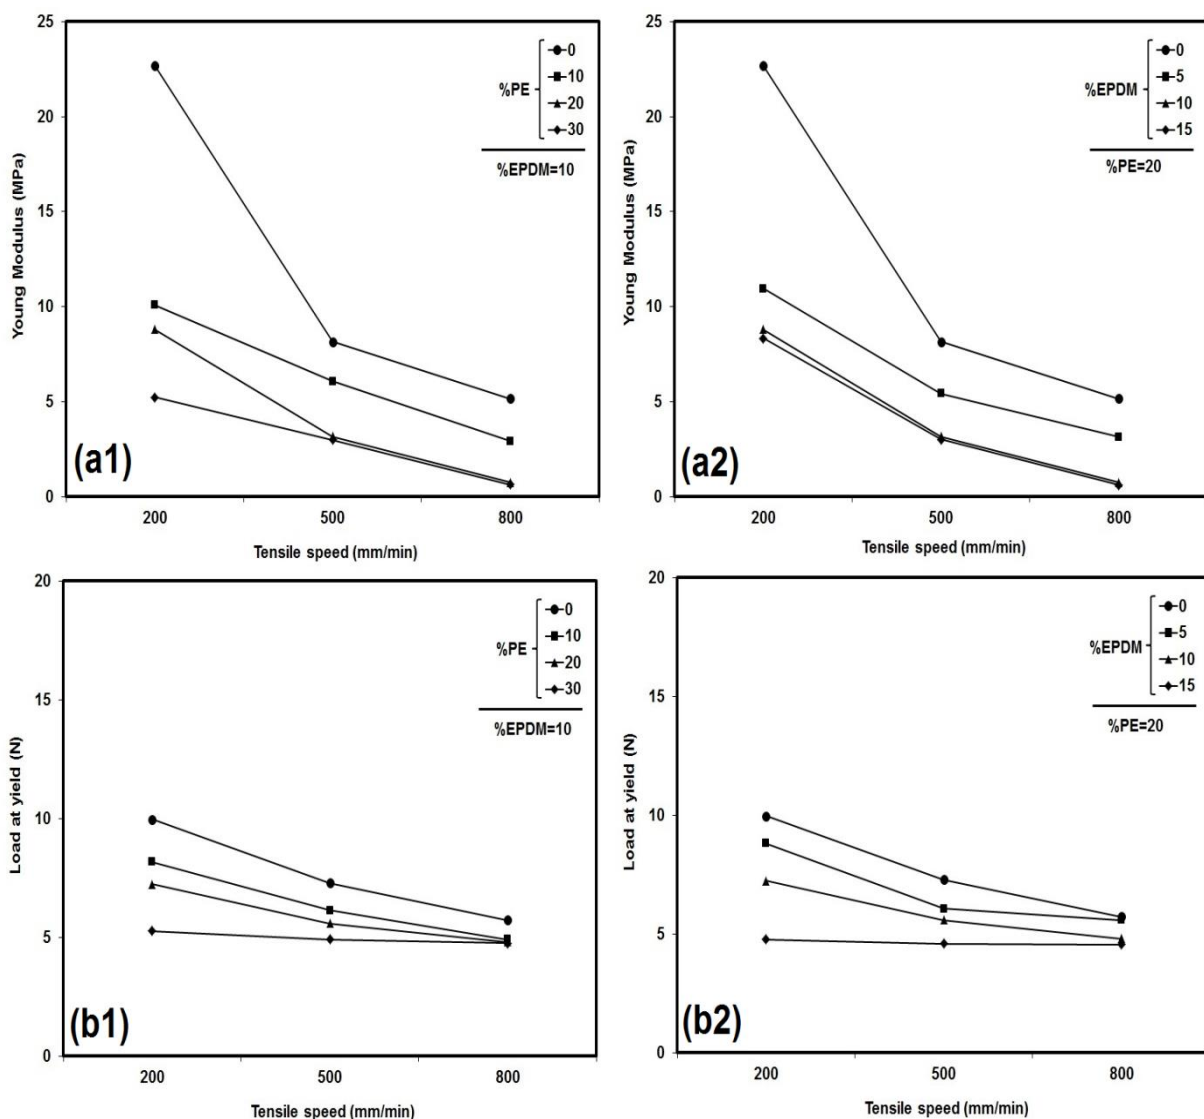 25
20
15
10
5
0
Young Modulus (MPa)
%PE
0
10
20
30
%EPDM=10
(a1)
200
500
800
Tensile speed (mm/min)
25
20
15
10
5
0
Young Modulus (MPa)
%EPDM
0
5
10
15
%PE=20
(a2)
200
500
800
Tensile speed (mm/min)
20
15
10
5
0
Load at yield (N)
%PE
0
10
20
30
%EPDM=10
(b1)
200
500
800
Tensile speed (mm/min)
20
15
10
5
0
Load at yield (N)
%EPDM
0
5
10
15
%PE=20
(b2)
200
500
800
Tensile speed (mm/min)